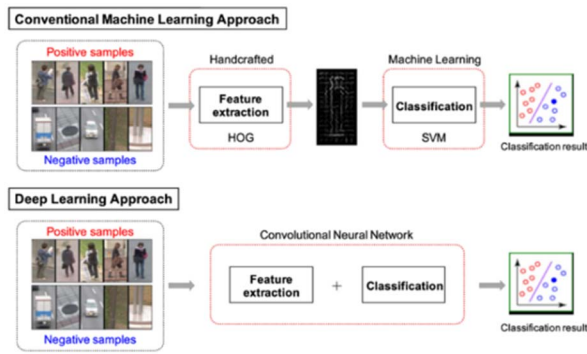 Conventional Machine Learning Approach
Positive samples
Negative samples
Handcrafted
Feature
extraction
HOG
Machine Learning
Classification
SVM
Classification result
Deep Learning Approach
Positive samples
Negative samples
Convolutional Neural Network
Feature
extraction
+
Classification
Classification result